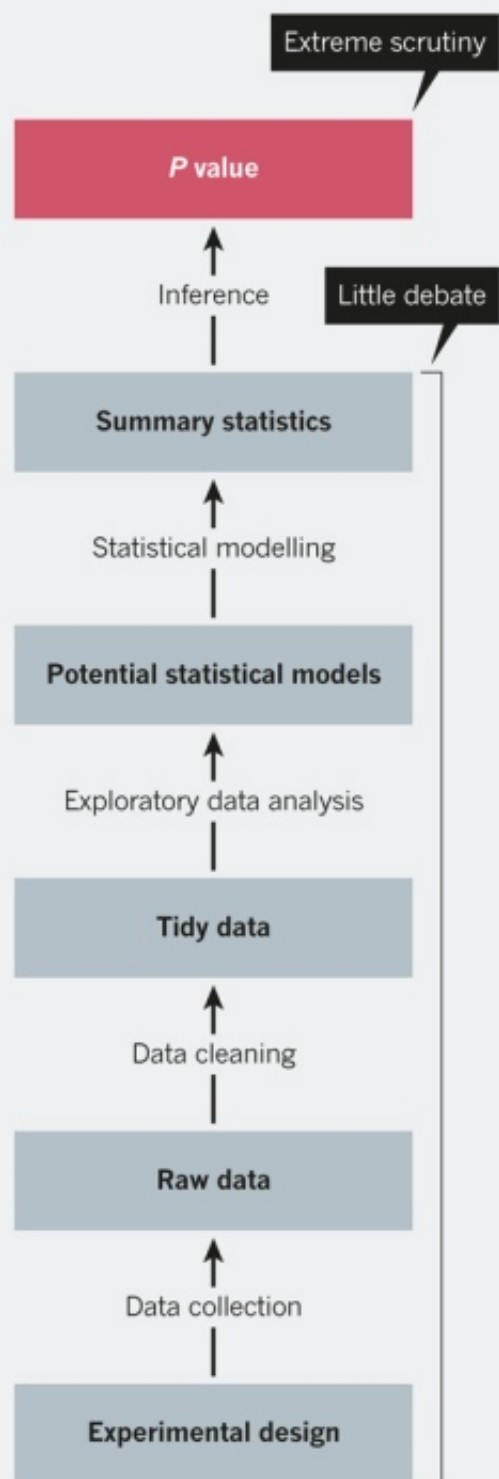 Extreme scrutiny
P value
Inference
Little debate
Summary statistics
Statistical modelling
Potential statistical models
Exploratory data analysis
Tidy data
Data cleaning
Raw data
Data collection
Experimental design